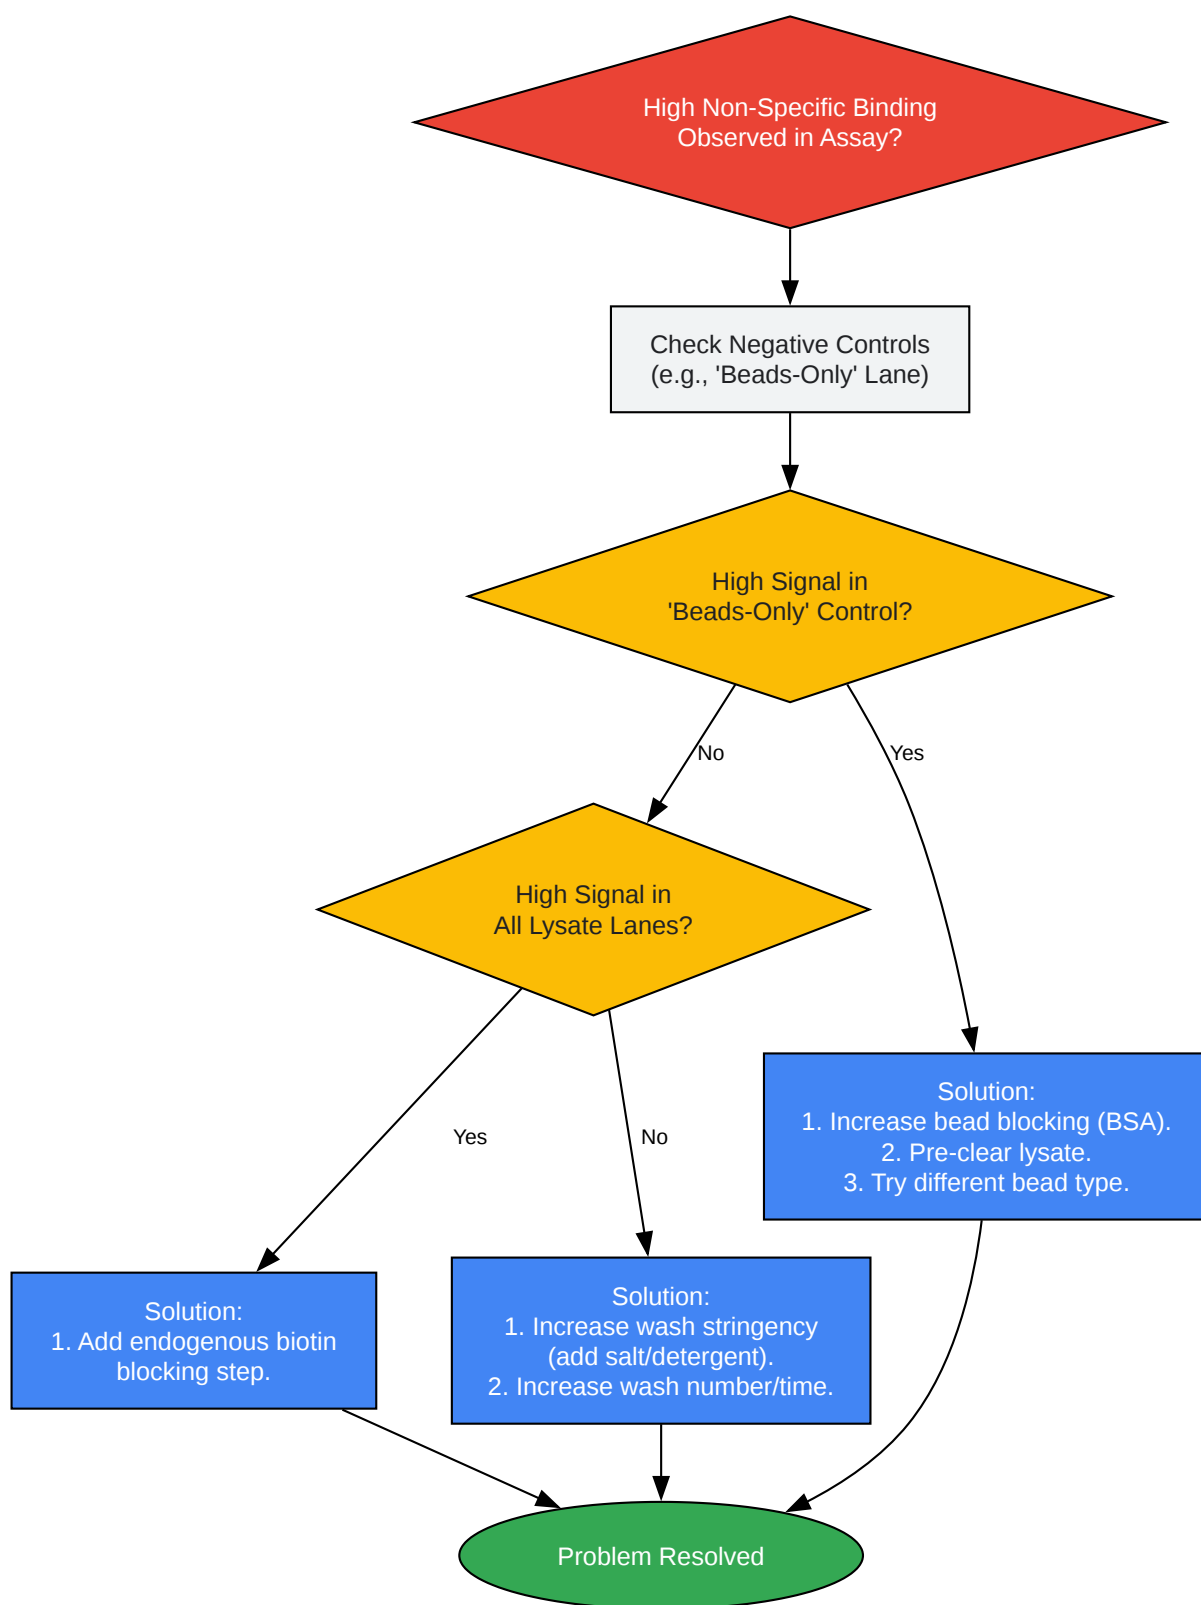 High Non-Specific Binding
Observed in Assay?
Check Negative Controls
(e.g., 'Beads-Only' Lane)
High Signal in
'Beads-Only' Control?
No
Yes
High Signal in
All Lysate Lanes?
Yes
No
Solution:
1. Increase bead blocking (BSA).
2. Pre-clear lysate.
3. Try different bead type.
Solution:
1. Add endogenous biotin
blocking step.
Solution:
1. Increase wash stringency
(add salt/detergent).
2. Increase wash number/time.
Problem Resolved